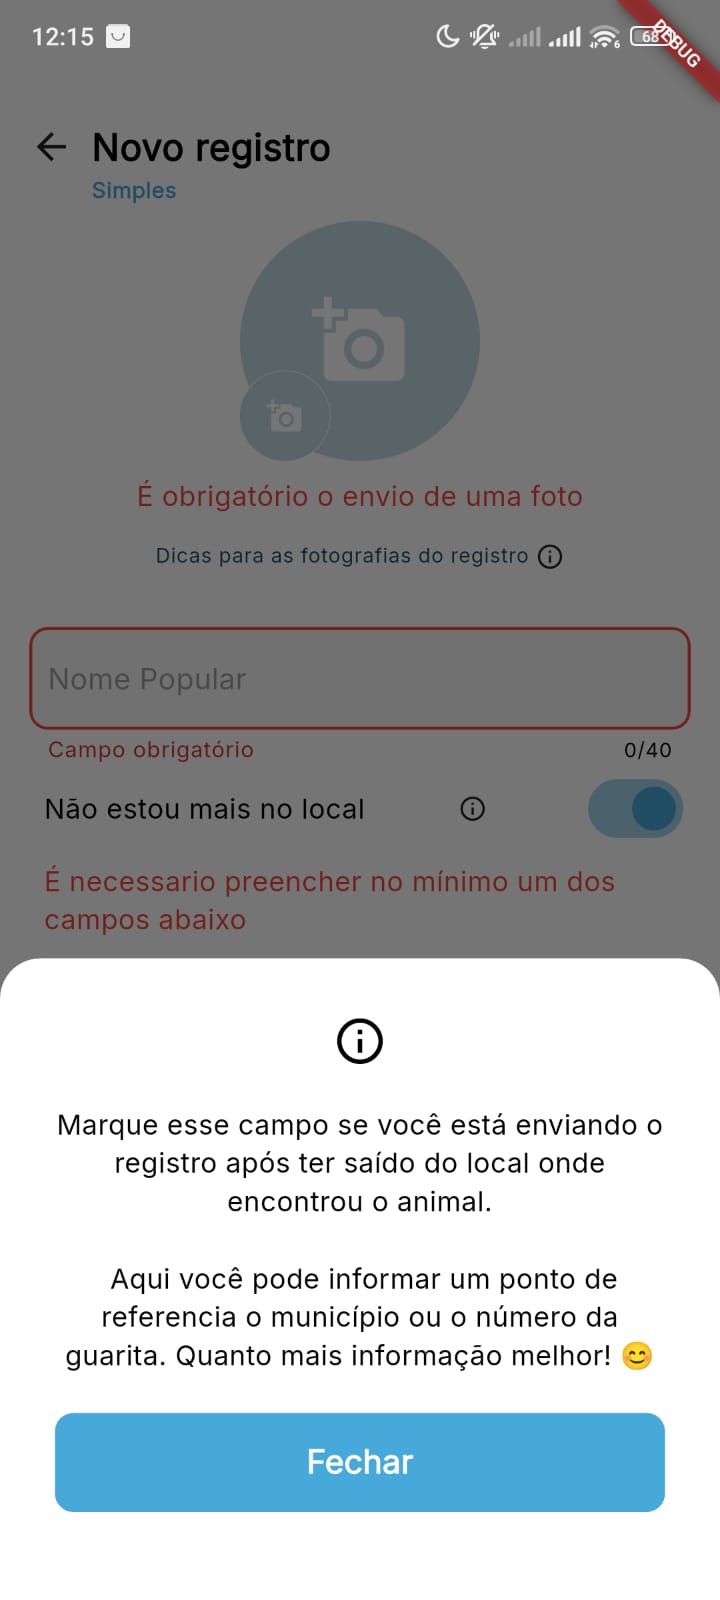 12:15
68
DEBUG
Novo registro
Simples
É obrigatório o envio de uma foto
Dicas para as fotografias do registro
Nome Popular
Campo obrigatório 0/40
Não estou mais no local
É necessario preencher no mínimo um dos
campos abaixo
Marque esse campo se você está enviando o
registro após ter saído do local onde
encontrou o animal.
Aqui você pode informar um ponto de
referencia o município ou o número da
guarita. Quanto mais informação melhor! 😊
Fechar